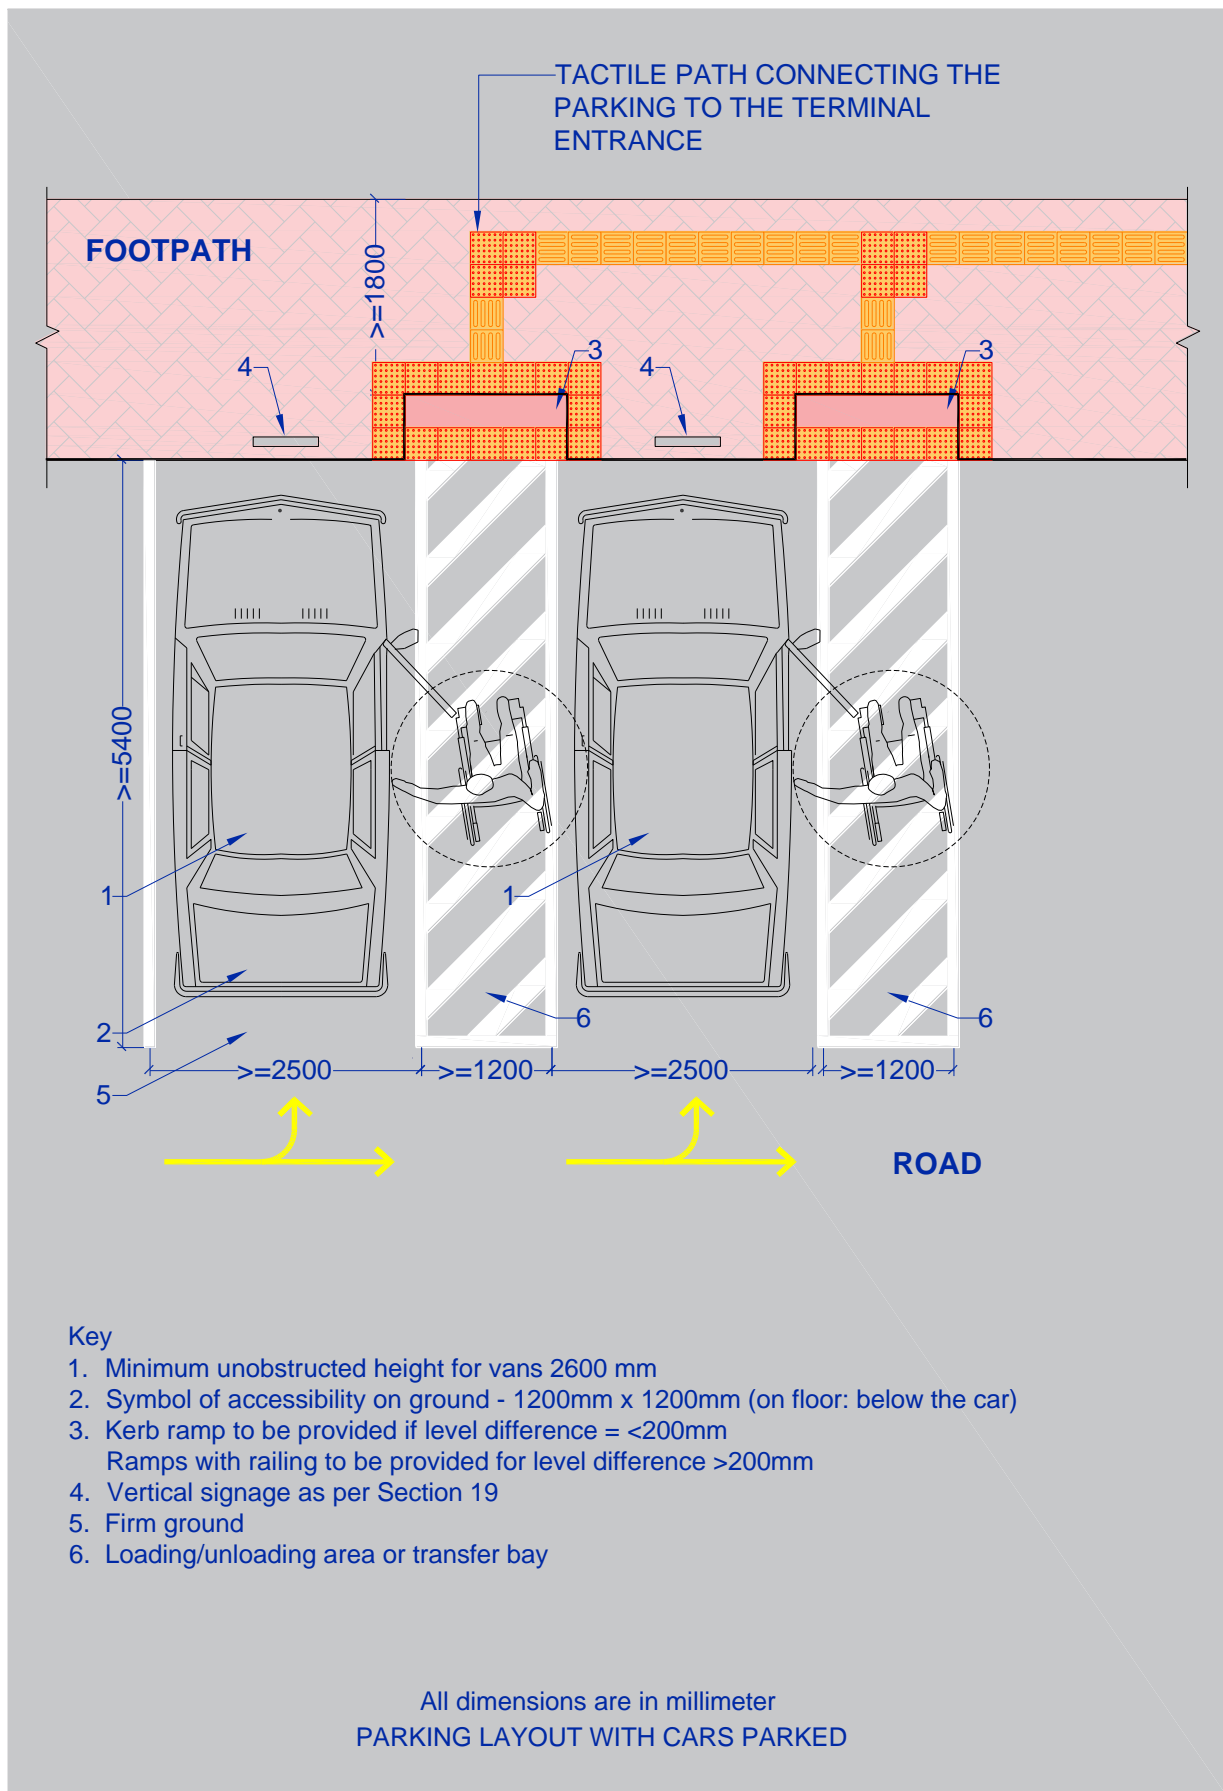 TACTILE PATH CONNECTING THE
PARKING TO THE TERMINAL
ENTRANCE
FOOTPATH
>=1800
3
3
4
4
>=5400
1
1
2
6
6
5
>=2500
>=1200
>=2500
>=1200
ROAD
Key
1. Minimum unobstructed height for vans 2600 mm
2. Symbol of accessibility on ground - 1200mm x 1200mm (on floor: below the car)
3. Kerb ramp to be provided if level difference = <200mm
Ramps with railing to be provided for level difference >200mm
4. Vertical signage as per Section 19
5. Firm ground
6. Loading/unloading area or transfer bay
All dimensions are in millimeter
PARKING LAYOUT WITH CARS PARKED